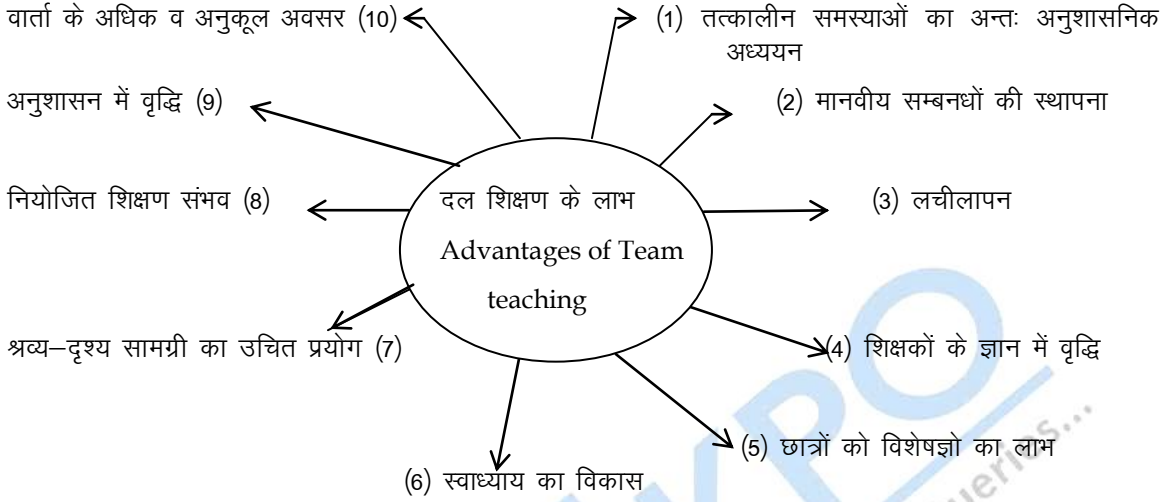 वार्ता के अधिक व अनुकूल अवसर (10)
(1) तत्कालीन समस्याओं का अन्तः अनुशासनिक
अध्ययन
अनुशासन में वृद्धि (9)
(2) मानवीय सम्बनधों की स्थापना
नियोजित शिक्षण संभव (8)
दल शिक्षण के लाभ
(3) लचीलापन
Advantages of Team
teaching
श्रव्य–दृश्य सामग्री का उचित प्रयोग (7)
(4) शिक्षकों के ज्ञान में वृद्धि
(5) छात्रों को विशेषज्ञो का लाभ
(6) स्वाध्याय का विकास